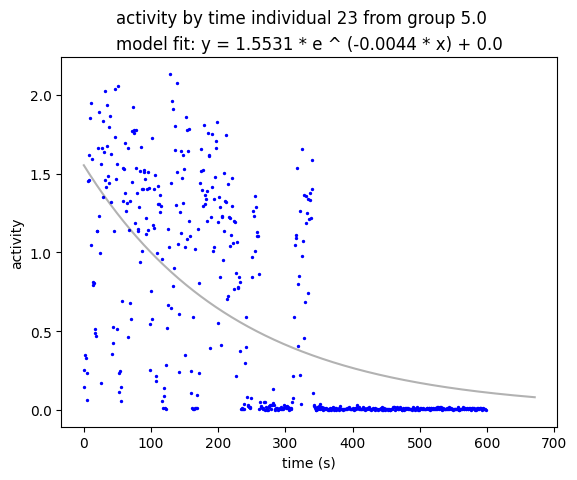 activity by time individual 23 from group 5.0
model fit: y = 1.5531 * e ^ (-0.0044 * x) + 0.0
2.0
1.5
1.0
0.5
0.0
activity
0 100 200 300 400 500 600 700
time (s)